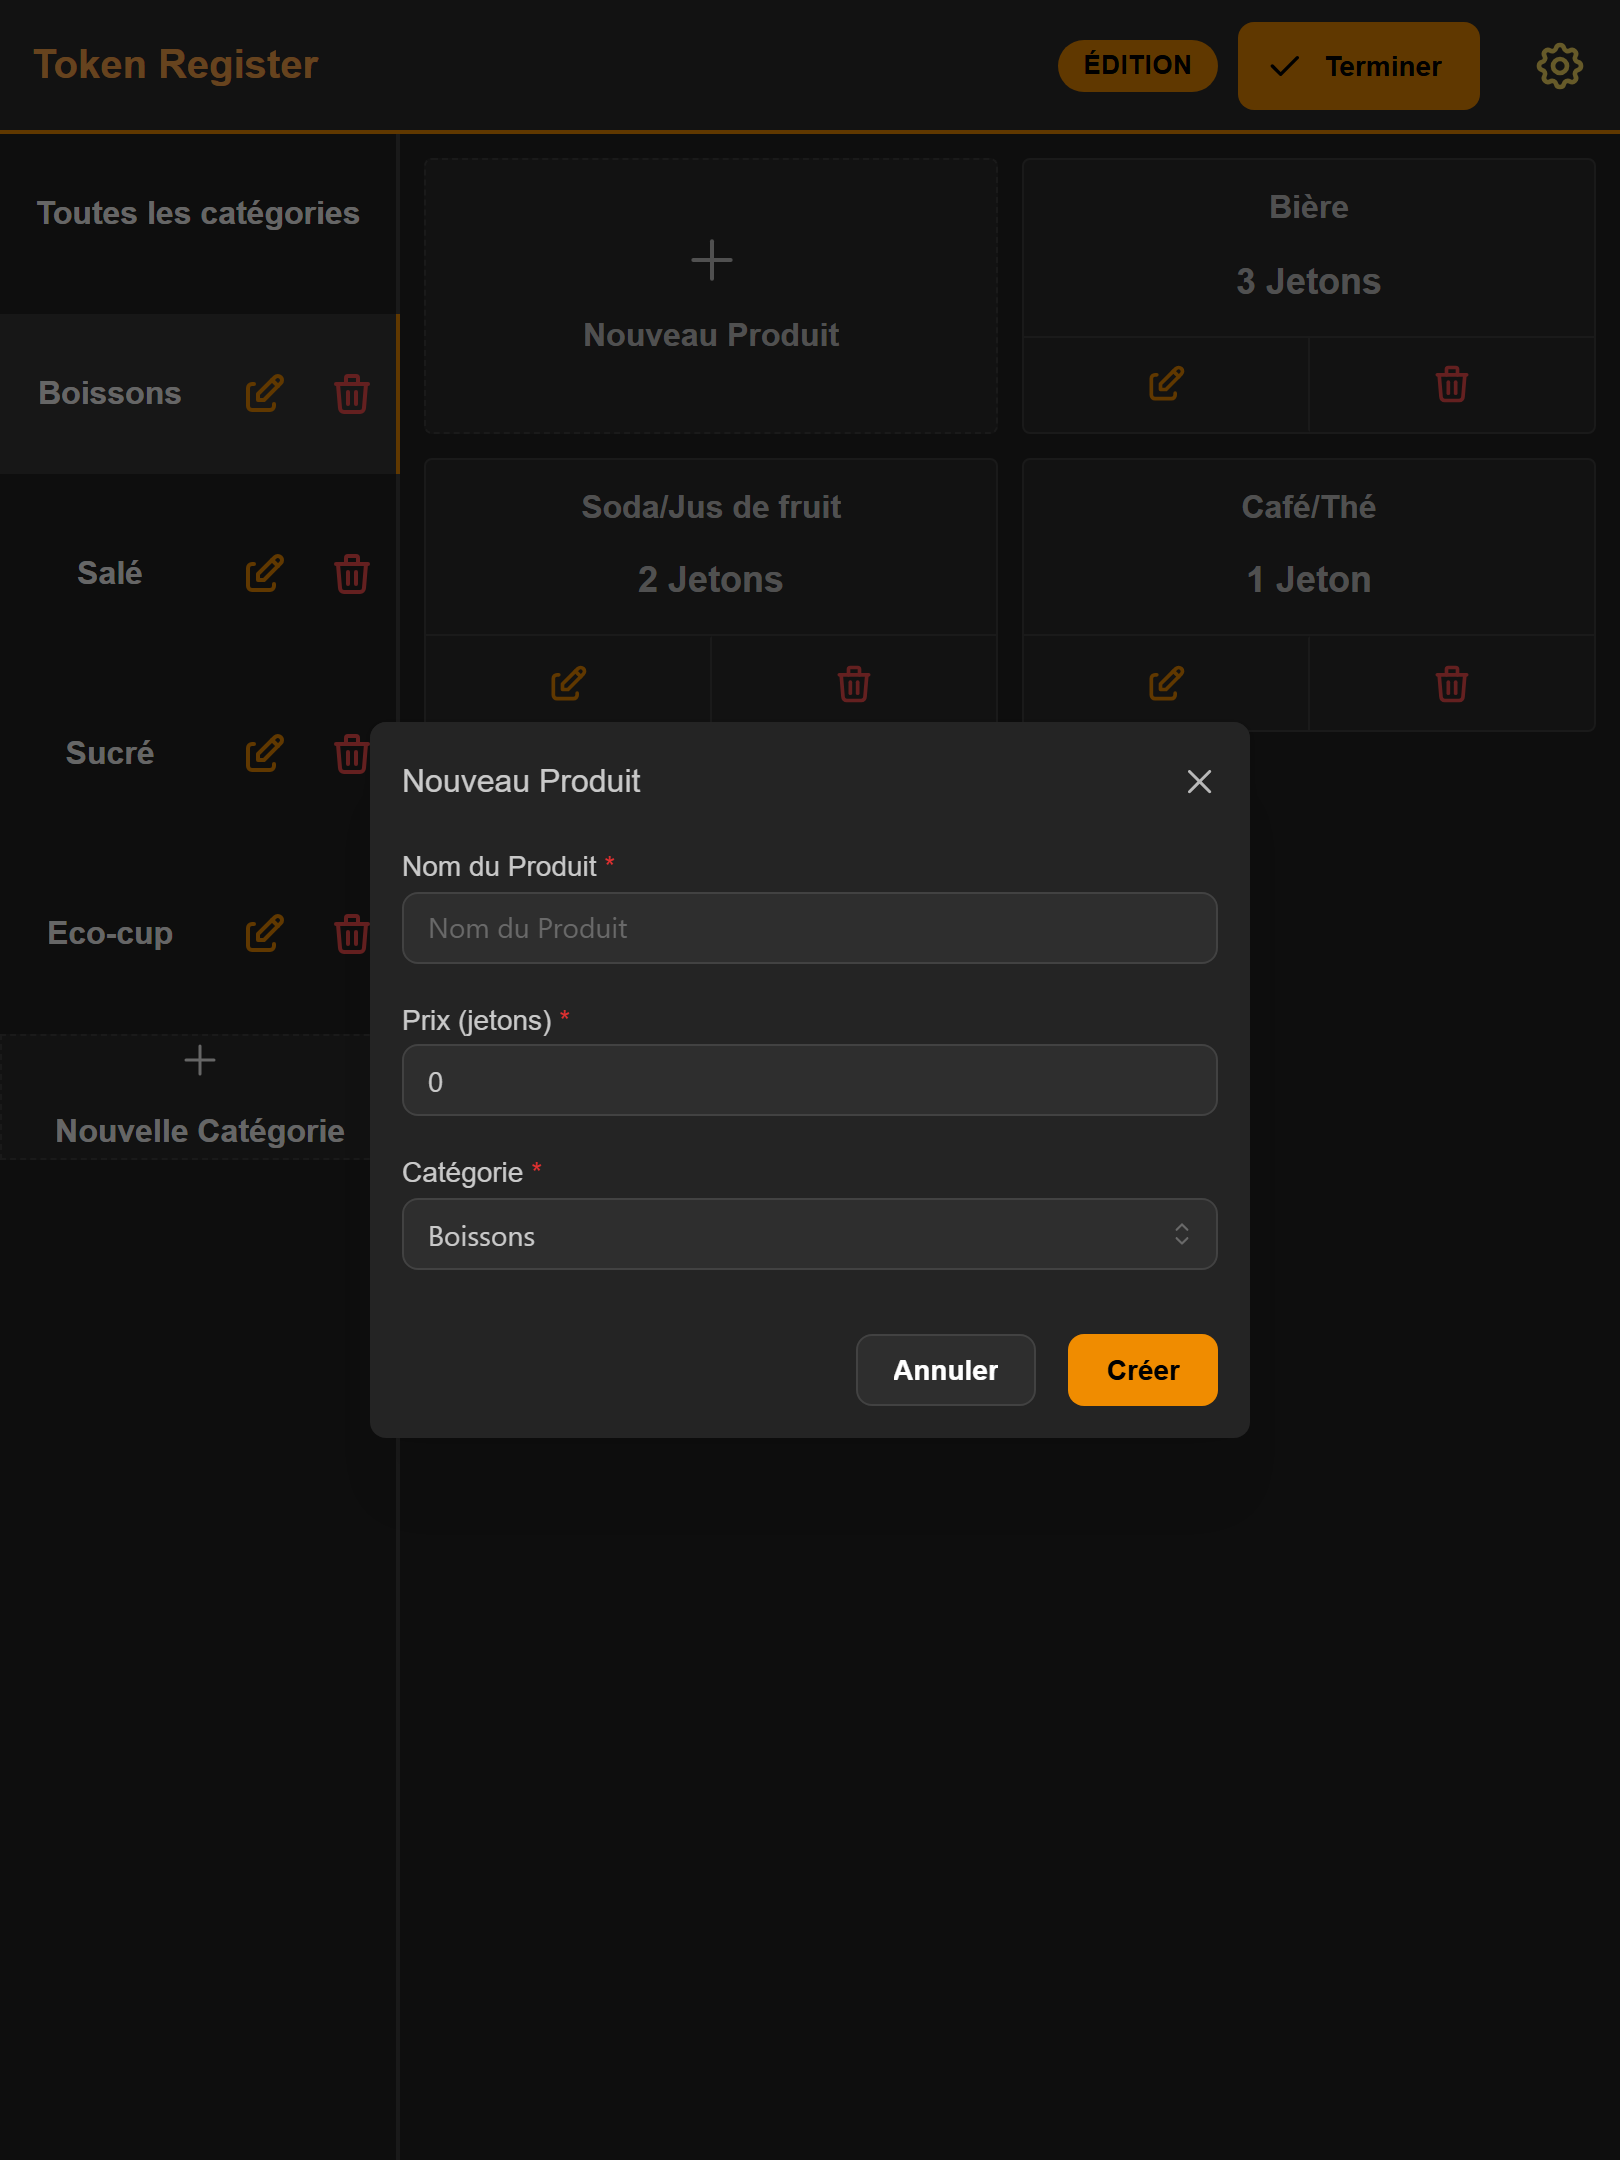 Token Register
ÉDITION
Terminer
Toutes les catégories
Boissons
Salé
Sucré
Eco-cup
Nouvelle Catégorie
Nouveau Produit
Bière
3 Jetons
Soda/Jus de fruit
2 Jetons
Café/Thé
1 Jeton
Nouveau Produit
Nom du Produit *
Nom du Produit
Prix (jetons) *
0
Catégorie *
Boissons
Annuler
Créer